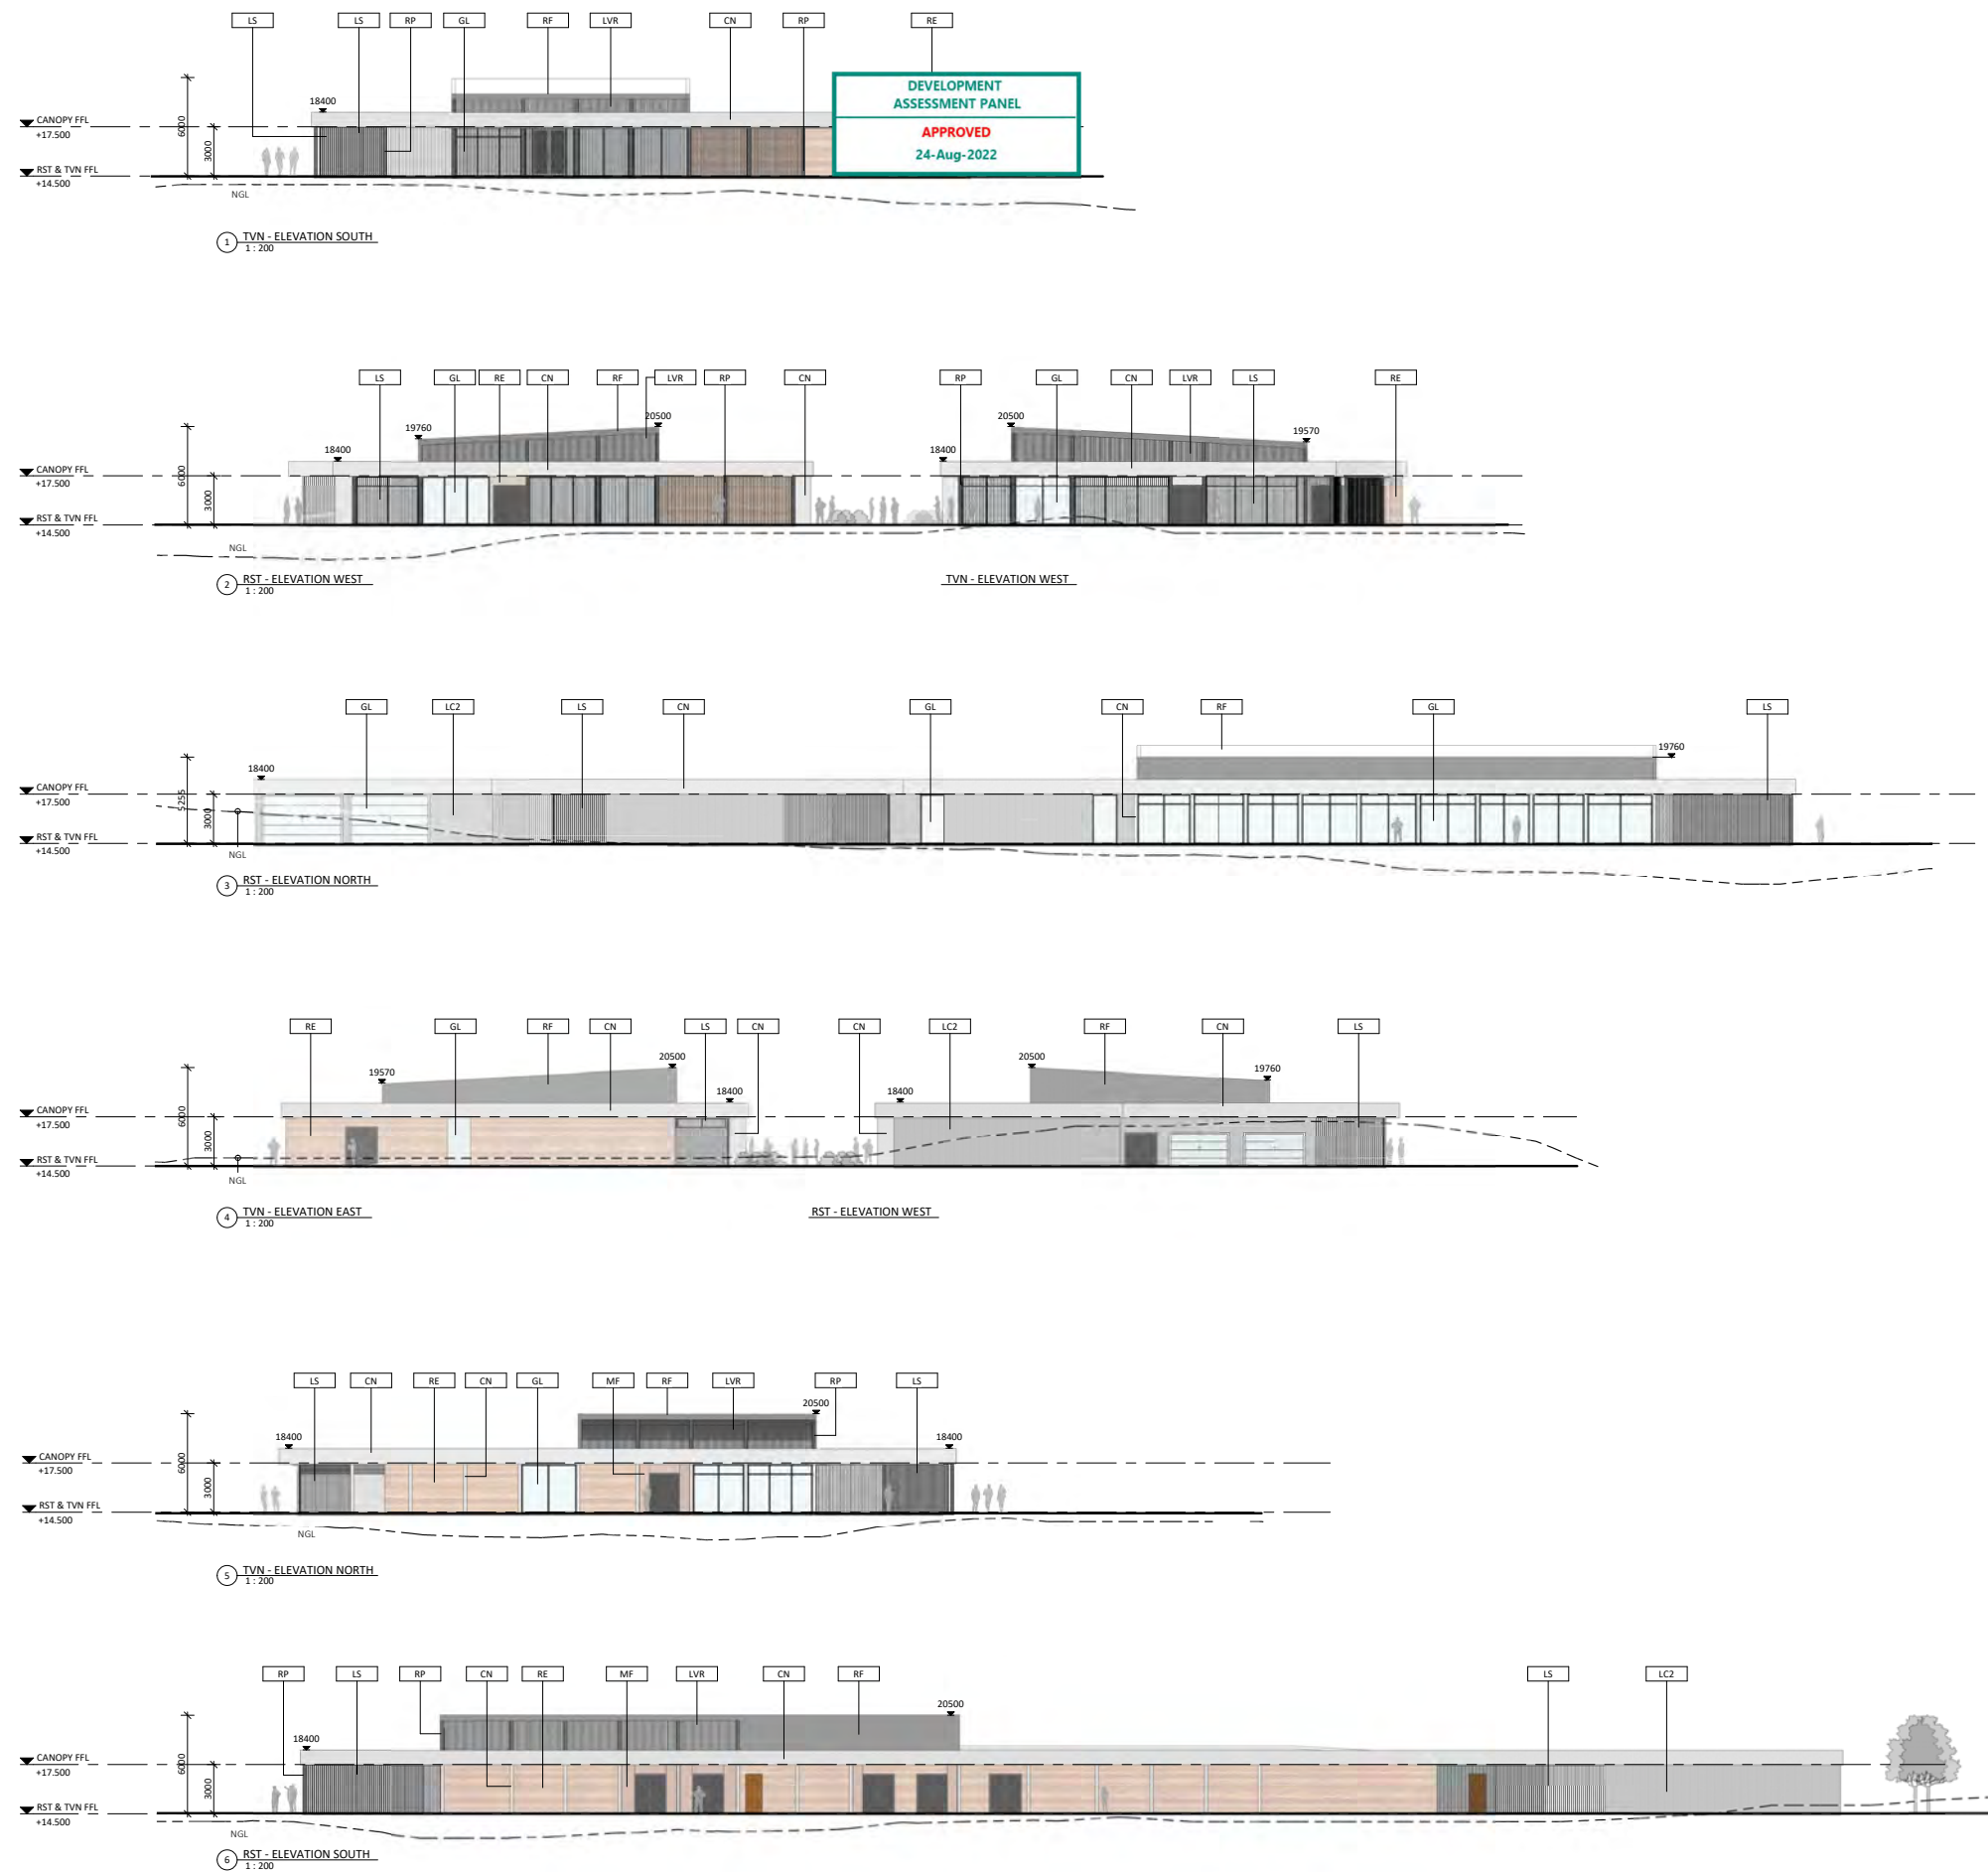 LS LS RP GL RF LVR CN RP RE
DEVELOPMENT
ASSESSMENT PANEL
APPROVED
24-Aug-2022
18400
6000
3000
CANOPY FFL
+17.500
RST & TVN FFL
+14.500
NGL
1 TVN - ELEVATION SOUTH
1 : 200
LS GL RE CN RF LVR RP CN RP GL CN LVR LS RE
19760 20500 20500 19570
18400 18400
6000
3000
CANOPY FFL
+17.500
RST & TVN FFL
+14.500
NGL
2 RST - ELEVATION WEST
1 : 200
TVN - ELEVATION WEST
GL LC2 LS CN GL CN RF GL LS
18400 19760
5255
3000
CANOPY FFL
+17.500
RST & TVN FFL
+14.500
NGL
3 RST - ELEVATION NORTH
1 : 200
RE GL RF CN LS CN CN LC2 RF CN LS
19570 20500 20500 19760
18400 18400
6000
3000
CANOPY FFL
+17.500
RST & TVN FFL
+14.500
NGL
4 TVN - ELEVATION EAST
1 : 200
RST - ELEVATION WEST
LS CN RE CN GL MF RF LVR RP LS
20500
18400 18400
6000
3000
CANOPY FFL
+17.500
RST & TVN FFL
+14.500
NGL
5 TVN - ELEVATION NORTH
1 : 200
RP LS RP CN RE MF LVR CN RF LS LC2
20500
18400
6000
3000
CANOPY FFL
+17.500
RST & TVN FFL
+14.500
NGL
6 RST - ELEVATION SOUTH
1 : 200